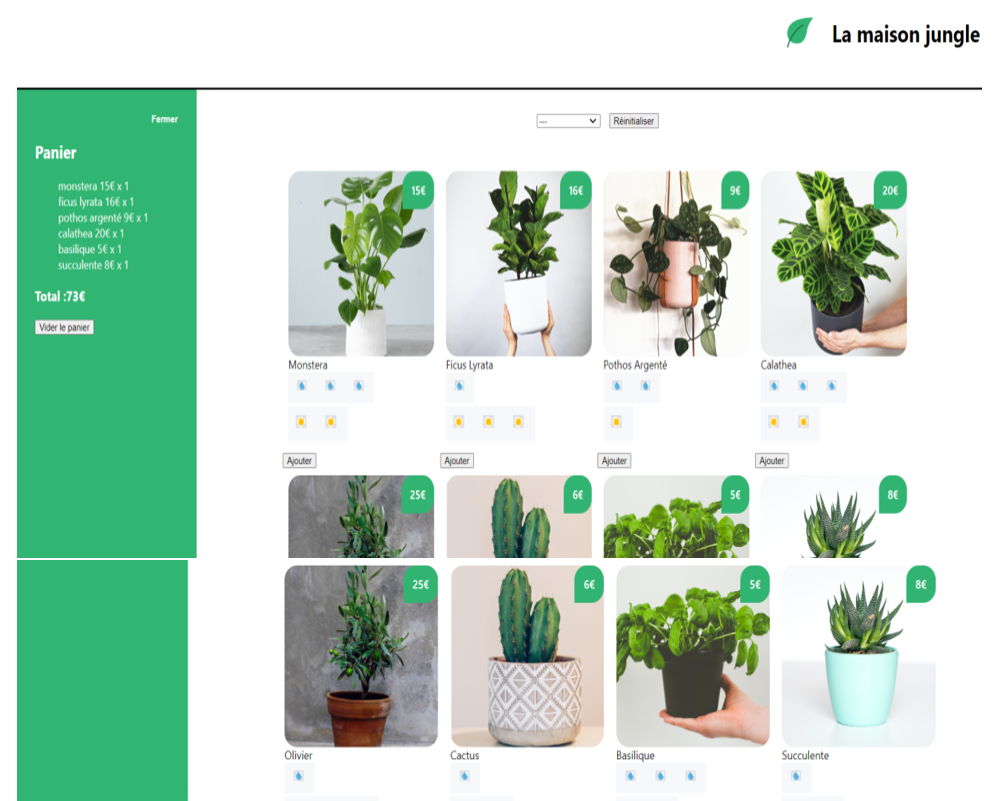 La maison jungle
Fermer
Panier
monstera 15€ x 1
ficus lyrata 16€ x 1
pothos argenté 9€ x 1
calathea 20€ x 1
basilique 5€ x 1
succulente 8€ x 1
Total :73€
Vider le panier
---
Réinitialiser
15€
16€
9€
20€
Monstera
Ficus Lyrata
Pothos Argenté
Calathea
Ajouter
Ajouter
Ajouter
Ajouter
25€
6€
5€
8€
25€
6€
5€
8€
Olivier
Cactus
Basilique
Succulente